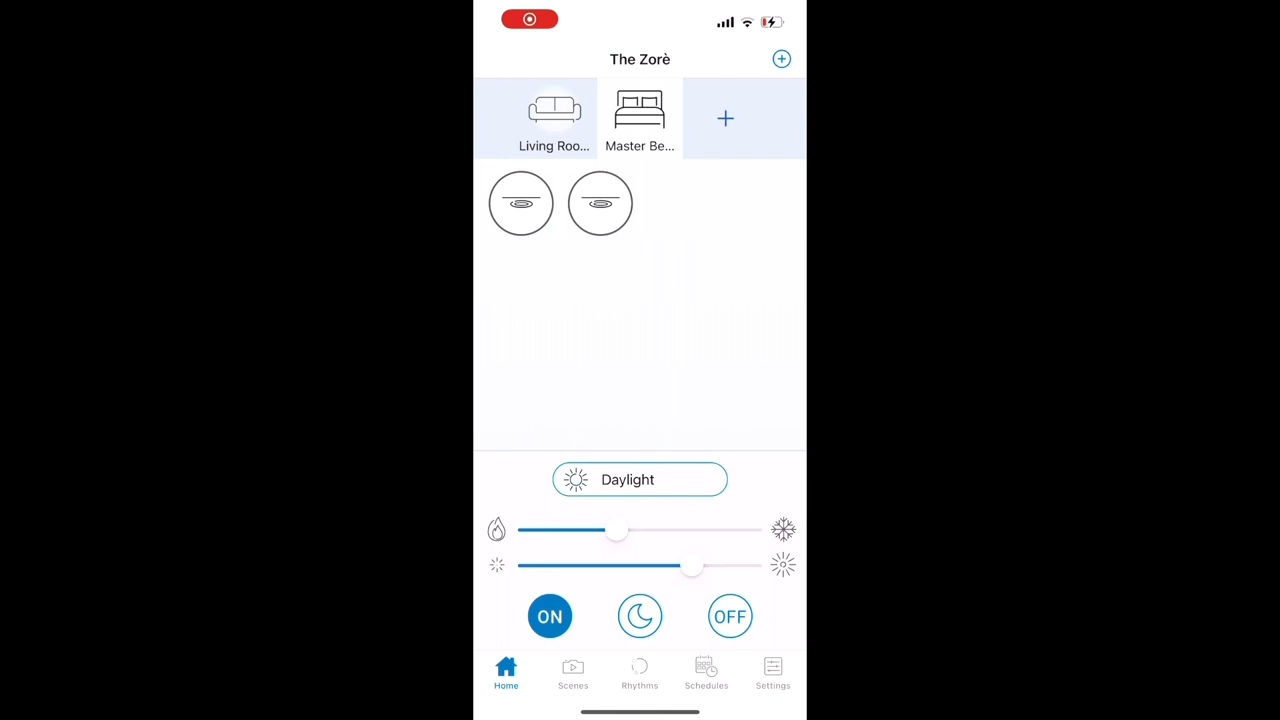 The Zorè
Living Roo...
Master Be...
Daylight
ON
OFF
Home
Scenes
Rhythms
Schedules
Settings